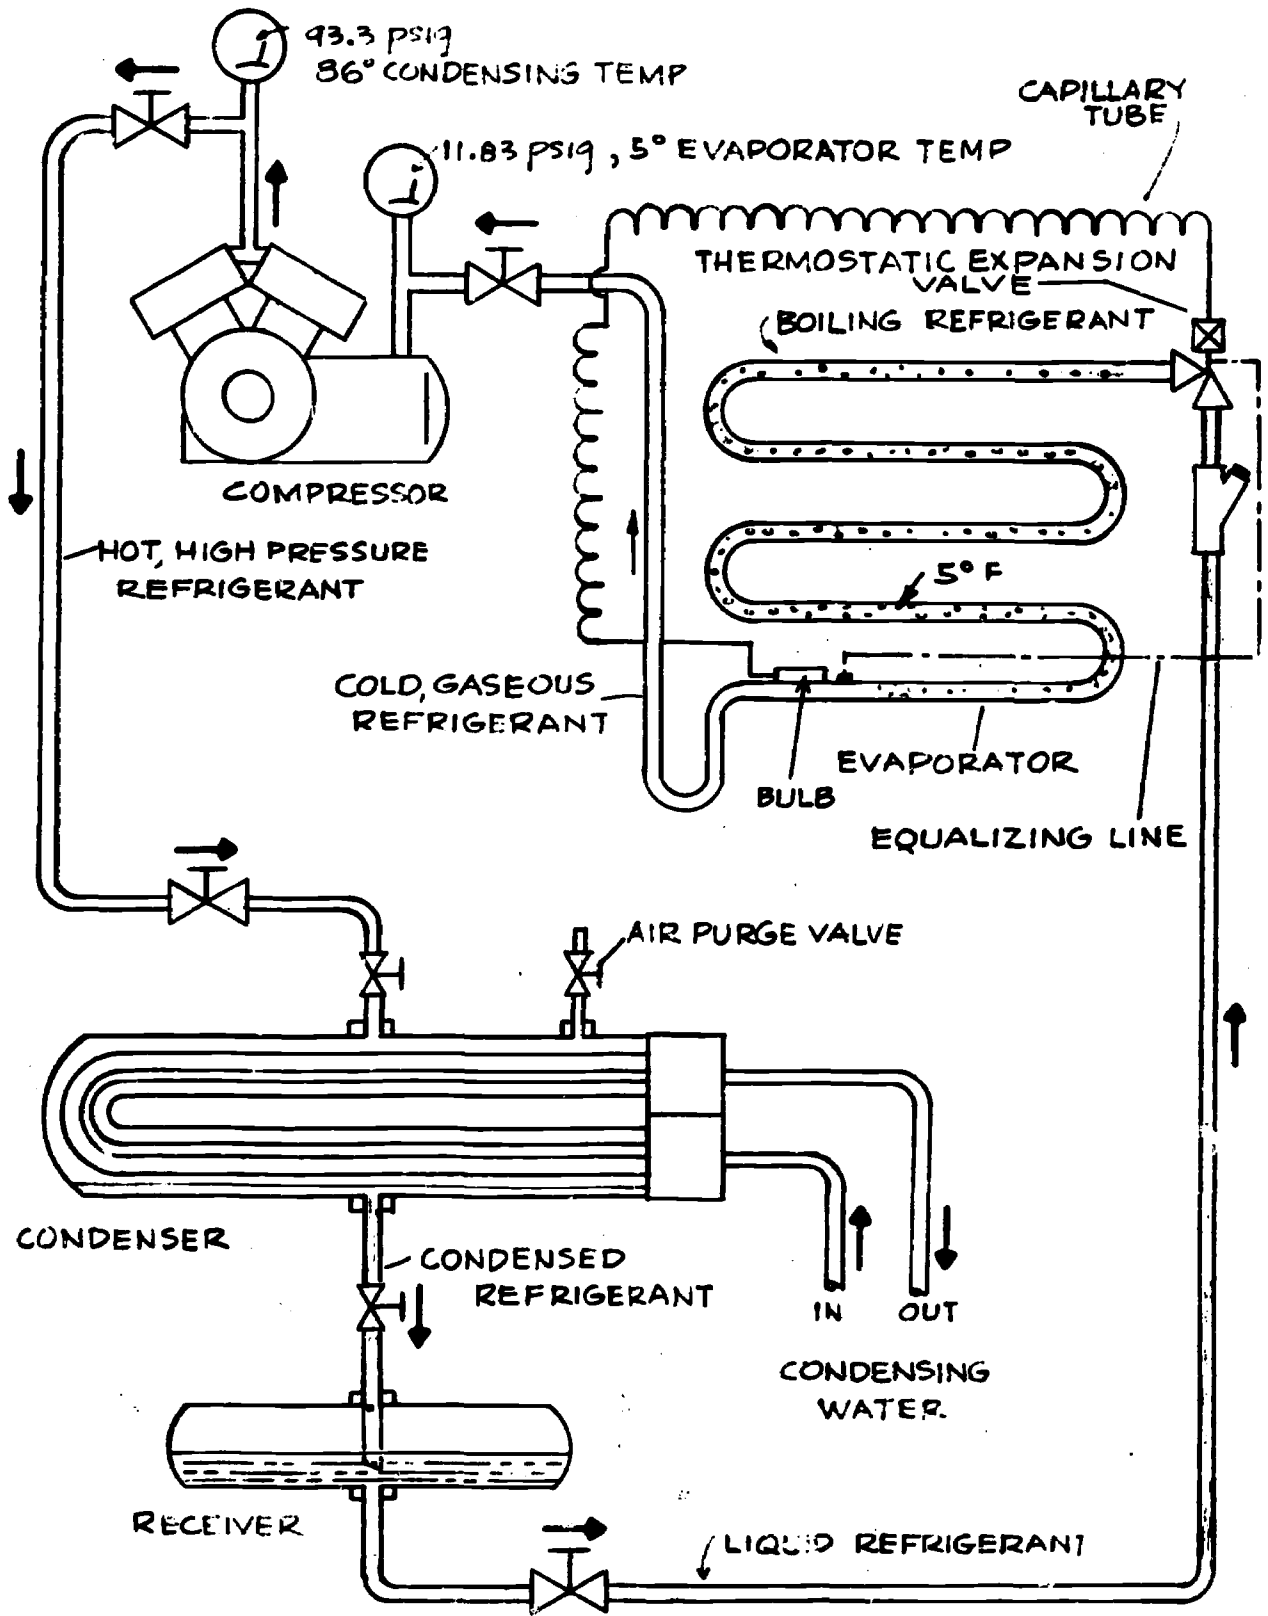 93.3 psig
86° CONDENSING TEMP
CAPILLARY
TUBE
11.83 psig, 5° EVAPORATOR TEMP
THERMOSTATIC EXPANSION
VALVE
BOILING REFRIGERANT
COMPRESSOR
HOT, HIGH PRESSURE
REFRIGERANT
5° F
COLD, GASEOUS
REFRIGERANT
EVAPORATOR
BULB
EQUALIZING LINE
AIR PURGE VALVE
CONDENSER
CONDENSED
REFRIGERANT
IN OUT
CONDENSING
WATER.
RECEIVER
LIQUID REFRIGERANT